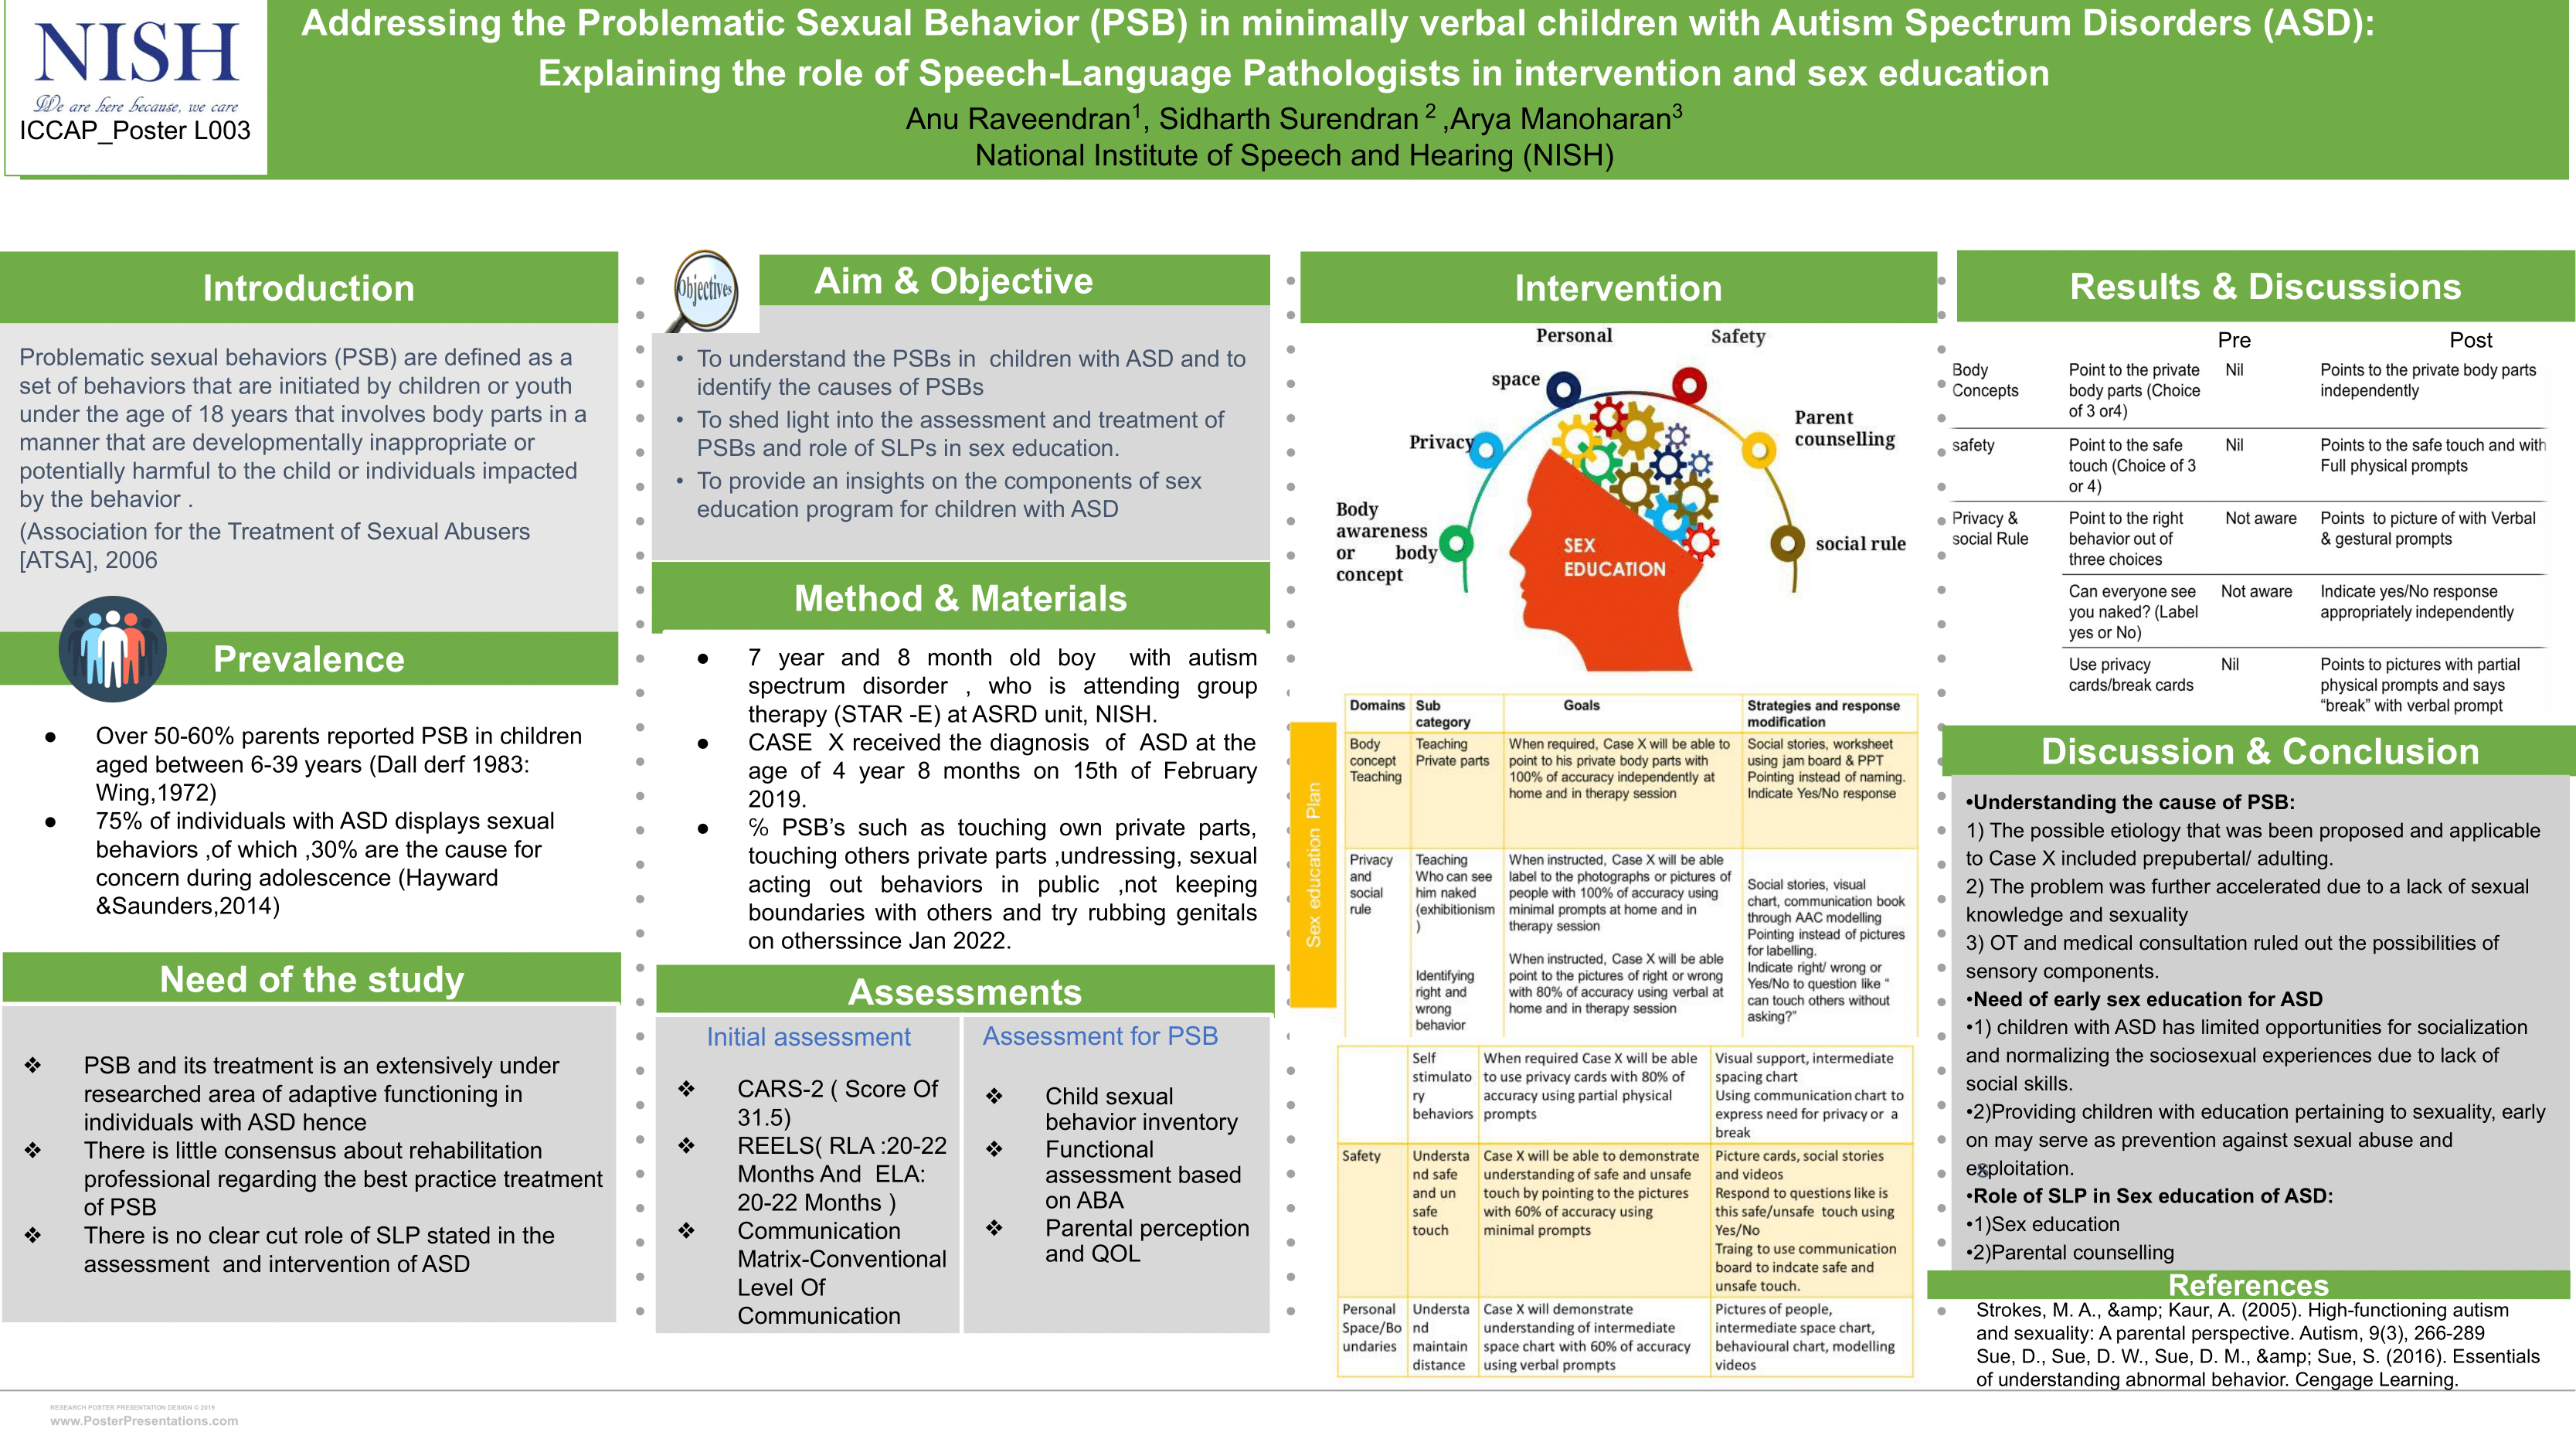 NISH
We are here because, we care
ICCAP_Poster L003
Addressing the Problematic Sexual Behavior (PSB) in minimally verbal children with Autism Spectrum Disorders (ASD):
Explaining the role of Speech-Language Pathologists in intervention and sex education
Anu Raveendran1, Sidharth Surendran 2 ,Arya Manoharan3
National Institute of Speech and Hearing (NISH)
Introduction
Problematic sexual behaviors (PSB) are defined as a
set of behaviors that are initiated by children or youth
under the age of 18 years that involves body parts in a
manner that are developmentally inappropriate or
potentially harmful to the child or individuals impacted
by the behavior .
(Association for the Treatment of Sexual Abusers
[ATSA], 2006
Prevalence
● Over 50-60% parents reported PSB in children
aged between 6-39 years (Dall derf 1983:
Wing,1972)
● 75% of individuals with ASD displays sexual
behaviors ,of which ,30% are the cause for
concern during adolescence (Hayward
&Saunders,2014)
Need of the study
❖ PSB and its treatment is an extensively under
researched area of adaptive functioning in
individuals with ASD hence
❖ There is little consensus about rehabilitation
professional regarding the best practice treatment
of PSB
❖ There is no clear cut role of SLP stated in the
assessment and intervention of ASD
Objectives
Aim & Objective
• To understand the PSBs in children with ASD and to
identify the causes of PSBs
• To shed light into the assessment and treatment of
PSBs and role of SLPs in sex education.
• To provide an insights on the components of sex
education program for children with ASD
Method & Materials
● 7 year and 8 month old boy with autism
spectrum disorder , who is attending group
therapy (STAR -E) at ASRD unit, NISH.
● CASE X received the diagnosis of ASD at the
age of 4 year 8 months on 15th of February
2019.
● ℅ PSB's such as touching own private parts,
touching others private parts ,undressing, sexual
acting out behaviors in public ,not keeping
boundaries with others and try rubbing genitals
on otherssince Jan 2022.
Assessments
Initial assessment
❖ CARS-2 ( Score Of
31.5)
❖ REELS( RLA :20-22
Months And ELA:
20-22 Months )
❖ Communication
Matrix-Conventional
Level Of
Communication
Assessment for PSB
❖ Child sexual
behavior inventory
❖ Functional
assessment based
on ABA
❖ Parental perception
and QOL
Intervention
Personal
space
Safety
Privacy
Parent
counselling
Body
awareness
or body
concept
social rule
SEX
EDUCATION
Sex education Plan
Domains
Sub
category
Goals
Strategies and response
modification
Body
concept
Teaching
Teaching
Private parts
When required, Case X will be able to
point to his private body parts with
100% of accuracy independently at
home and in therapy session
Social stories, worksheet
using jam board & PPT
Pointing instead of naming.
Indicate Yes/No response
Privacy
and
social
rule
Teaching
Who can see
him naked
(exhibitionism
)
When instructed, Case X will be able
label to the photographs or pictures of
people with 100% of accuracy using
minimal prompts at home and in
therapy session
Social stories, visual
chart, communication book
through AAC modelling
Pointing instead of pictures
for labelling.
Indicate right/ wrong or
Yes/No to question like "
can touch others without
asking?"
Identifying
right and
wrong
behavior
When instructed, Case X will be able
point to the pictures of right or wrong
with 80% of accuracy using verbal at
home and in therapy session
Self
stimulato
ry
behaviors
When required Case X will be able
to use privacy cards with 80% of
accuracy using partial physical
prompts
Visual support, intermediate
spacing chart
Using communication chart to
express need for privacy or a
break
Safety
Understa
nd safe
and un
safe
touch
Case X will be able to demonstrate
understanding of safe and unsafe
touch by pointing to the pictures
with 60% of accuracy using
minimal prompts
Picture cards, social stories
and videos
Respond to questions like is
this safe/unsafe touch using
Yes/No
Traing to use communication
board to indcate safe and
unsafe touch.
Personal
Space/Bo
undaries
Understa
nd
maintain
distance
Case X will demonstrate
understanding of intermediate
space chart with 60% of accuracy
using verbal prompts
Pictures of people,
intermediate space chart,
behavioural chart, modelling
videos
Results & Discussions
Pre Post
Body
Concepts
Point to the private
body parts (Choice
of 3 or4)
Nil
Points to the private body parts
independently
safety
Point to the safe
touch (Choice of 3
or 4)
Nil
Points to the safe touch and with
Full physical prompts
Privacy &
social Rule
Point to the right
behavior out of
three choices
Not aware
Points to picture of with Verbal
& gestural prompts
Can everyone see
you naked? (Label
yes or No)
Not aware
Indicate yes/No response
appropriately independently
Use privacy
cards/break cards
Nil
Points to pictures with partial
physical prompts and says
"break" with verbal prompt
Discussion & Conclusion
•Understanding the cause of PSB:
1) The possible etiology that was been proposed and applicable
to Case X included prepubertal/ adulting.
2) The problem was further accelerated due to a lack of sexual
knowledge and sexuality
3) OT and medical consultation ruled out the possibilities of
sensory components.
•Need of early sex education for ASD
•1) children with ASD has limited opportunities for socialization
and normalizing the sociosexual experiences due to lack of
social skills.
•2)Providing children with education pertaining to sexuality, early
on may serve as prevention against sexual abuse and
exploitation.
•Role of SLP in Sex education of ASD:
•1)Sex education
•2)Parental counselling
References
Strokes, M. A., &amp; Kaur, A. (2005). High-functioning autism
and sexuality: A parental perspective. Autism, 9(3), 266-289
Sue, D., Sue, D. W., Sue, D. M., &amp; Sue, S. (2016). Essentials
of understanding abnormal behavior. Cengage Learning.
RESEARCH POSTER PRESENTATION DESIGN © 2019
www.PosterPresentations.com